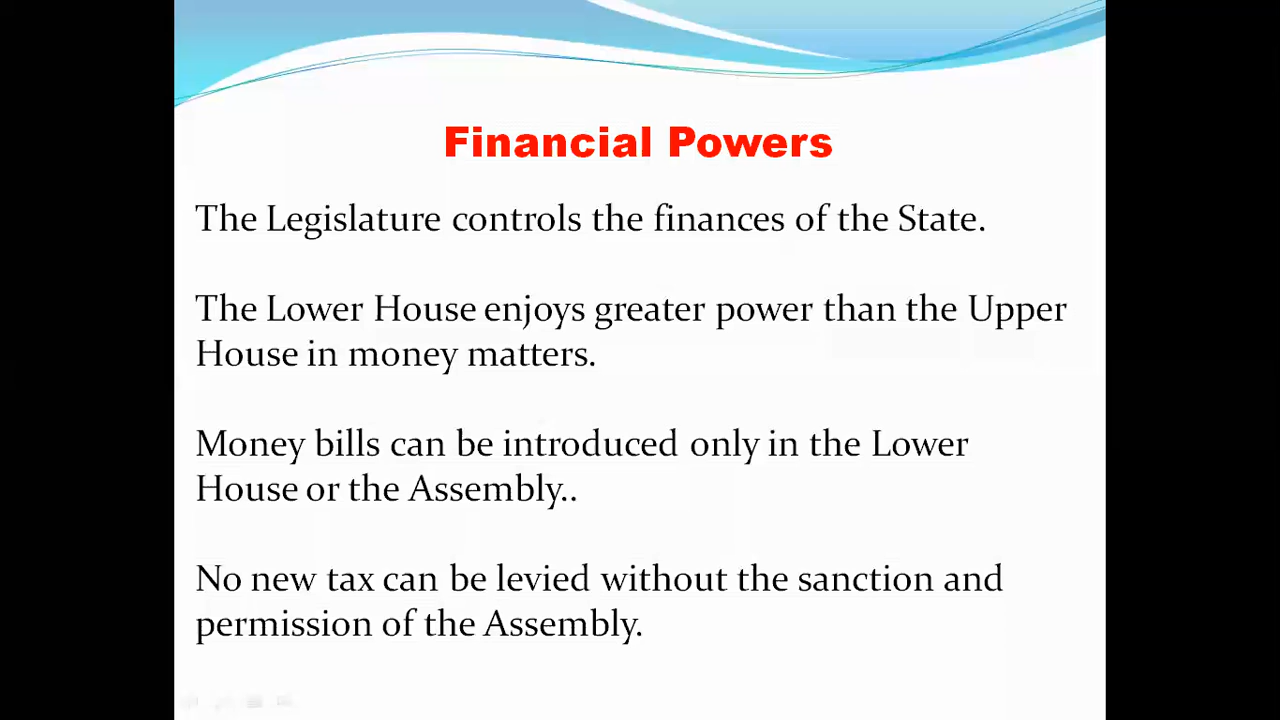 Financial Powers
The Legislature controls the finances of the State.
The Lower House enjoys greater power than the Upper
House in money matters.
Money bills can be introduced only in the Lower
House or the Assembly..
No new tax can be levied without the sanction and
permission of the Assembly.